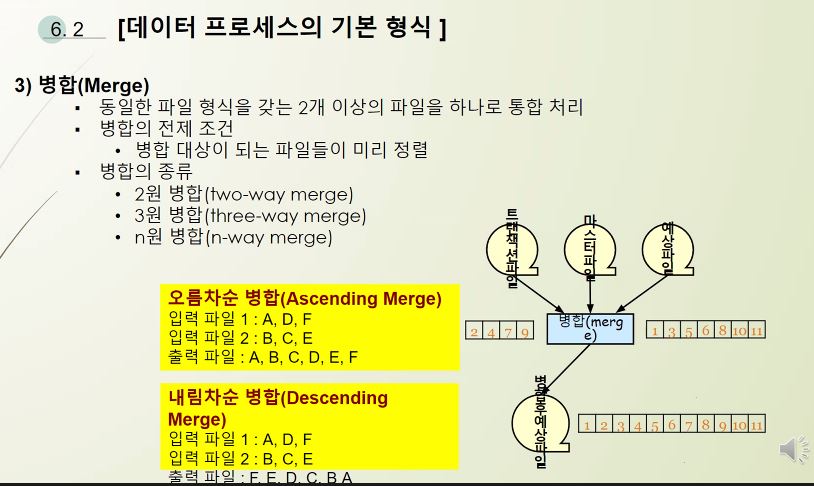 6. 2 [데이터 프로세스의 기본 형식 ]
3) 병합(Merge)
▪ 동일한 파일 형식을 갖는 2개 이상의 파일을 하나로 통합 처리
▪ 병합의 전제 조건
• 병합 대상이 되는 파일들이 미리 정렬
▪ 병합의 종류
• 2원 병합(two-way merge)
• 3원 병합(three-way merge)
• n원 병합(n-way merge)
오름차순 병합(Ascending Merge)
입력 파일 1 : A, D, F
입력 파일 2 : B, C, E
출력 파일 : A, B, C, D, E, F
내림차순 병합(Descending
Merge)
입력 파일 1 : A, D, F
입력 파일 2 : B, C, E
출력 파일 : F, E, D, C, B A
트랜잭션파일
마스터파일
예상파일
2 4 7 9
병합(merg
e)
1 3 5 6 8 10 11
병합후예상파일
1 2 3 4 5 6 7 8 9 10 11